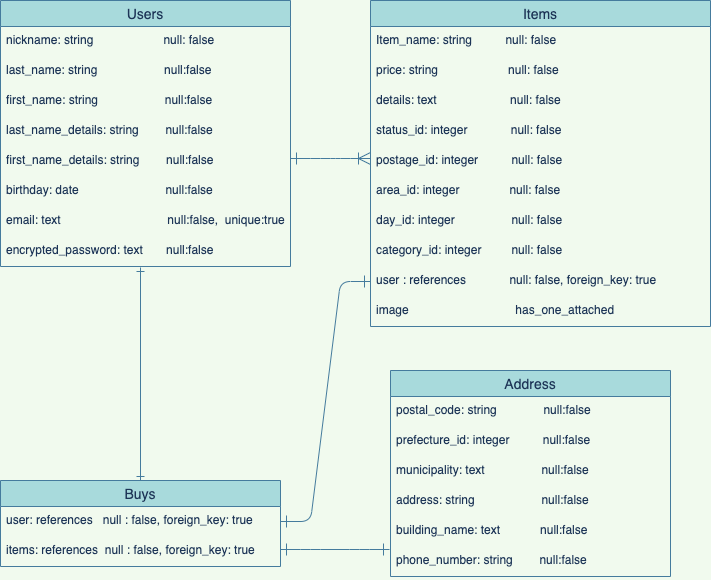 Users
nickname: string null: false
last_name: string null:false
first_name: string null:false
last_name_details: string null:false
first_name_details: string null:false
birthday: date null:false
email: text null:false, unique:true
encrypted_password: text null:false
Items
Item_name: string null: false
price: string null: false
details: text null: false
status_id: integer null: false
postage_id: integer null: false
area_id: integer null: false
day_id: integer null: false
category_id: integer null: false
user : references null: false, foreign_key: true
image has_one_attached
Address
postal_code: string null:false
prefecture_id: integer null:false
municipality: text null:false
address: string null:false
building_name: text null:false
phone_number: string null:false
Buys
user: references null : false, foreign_key: true
items: references null : false, foreign_key: true